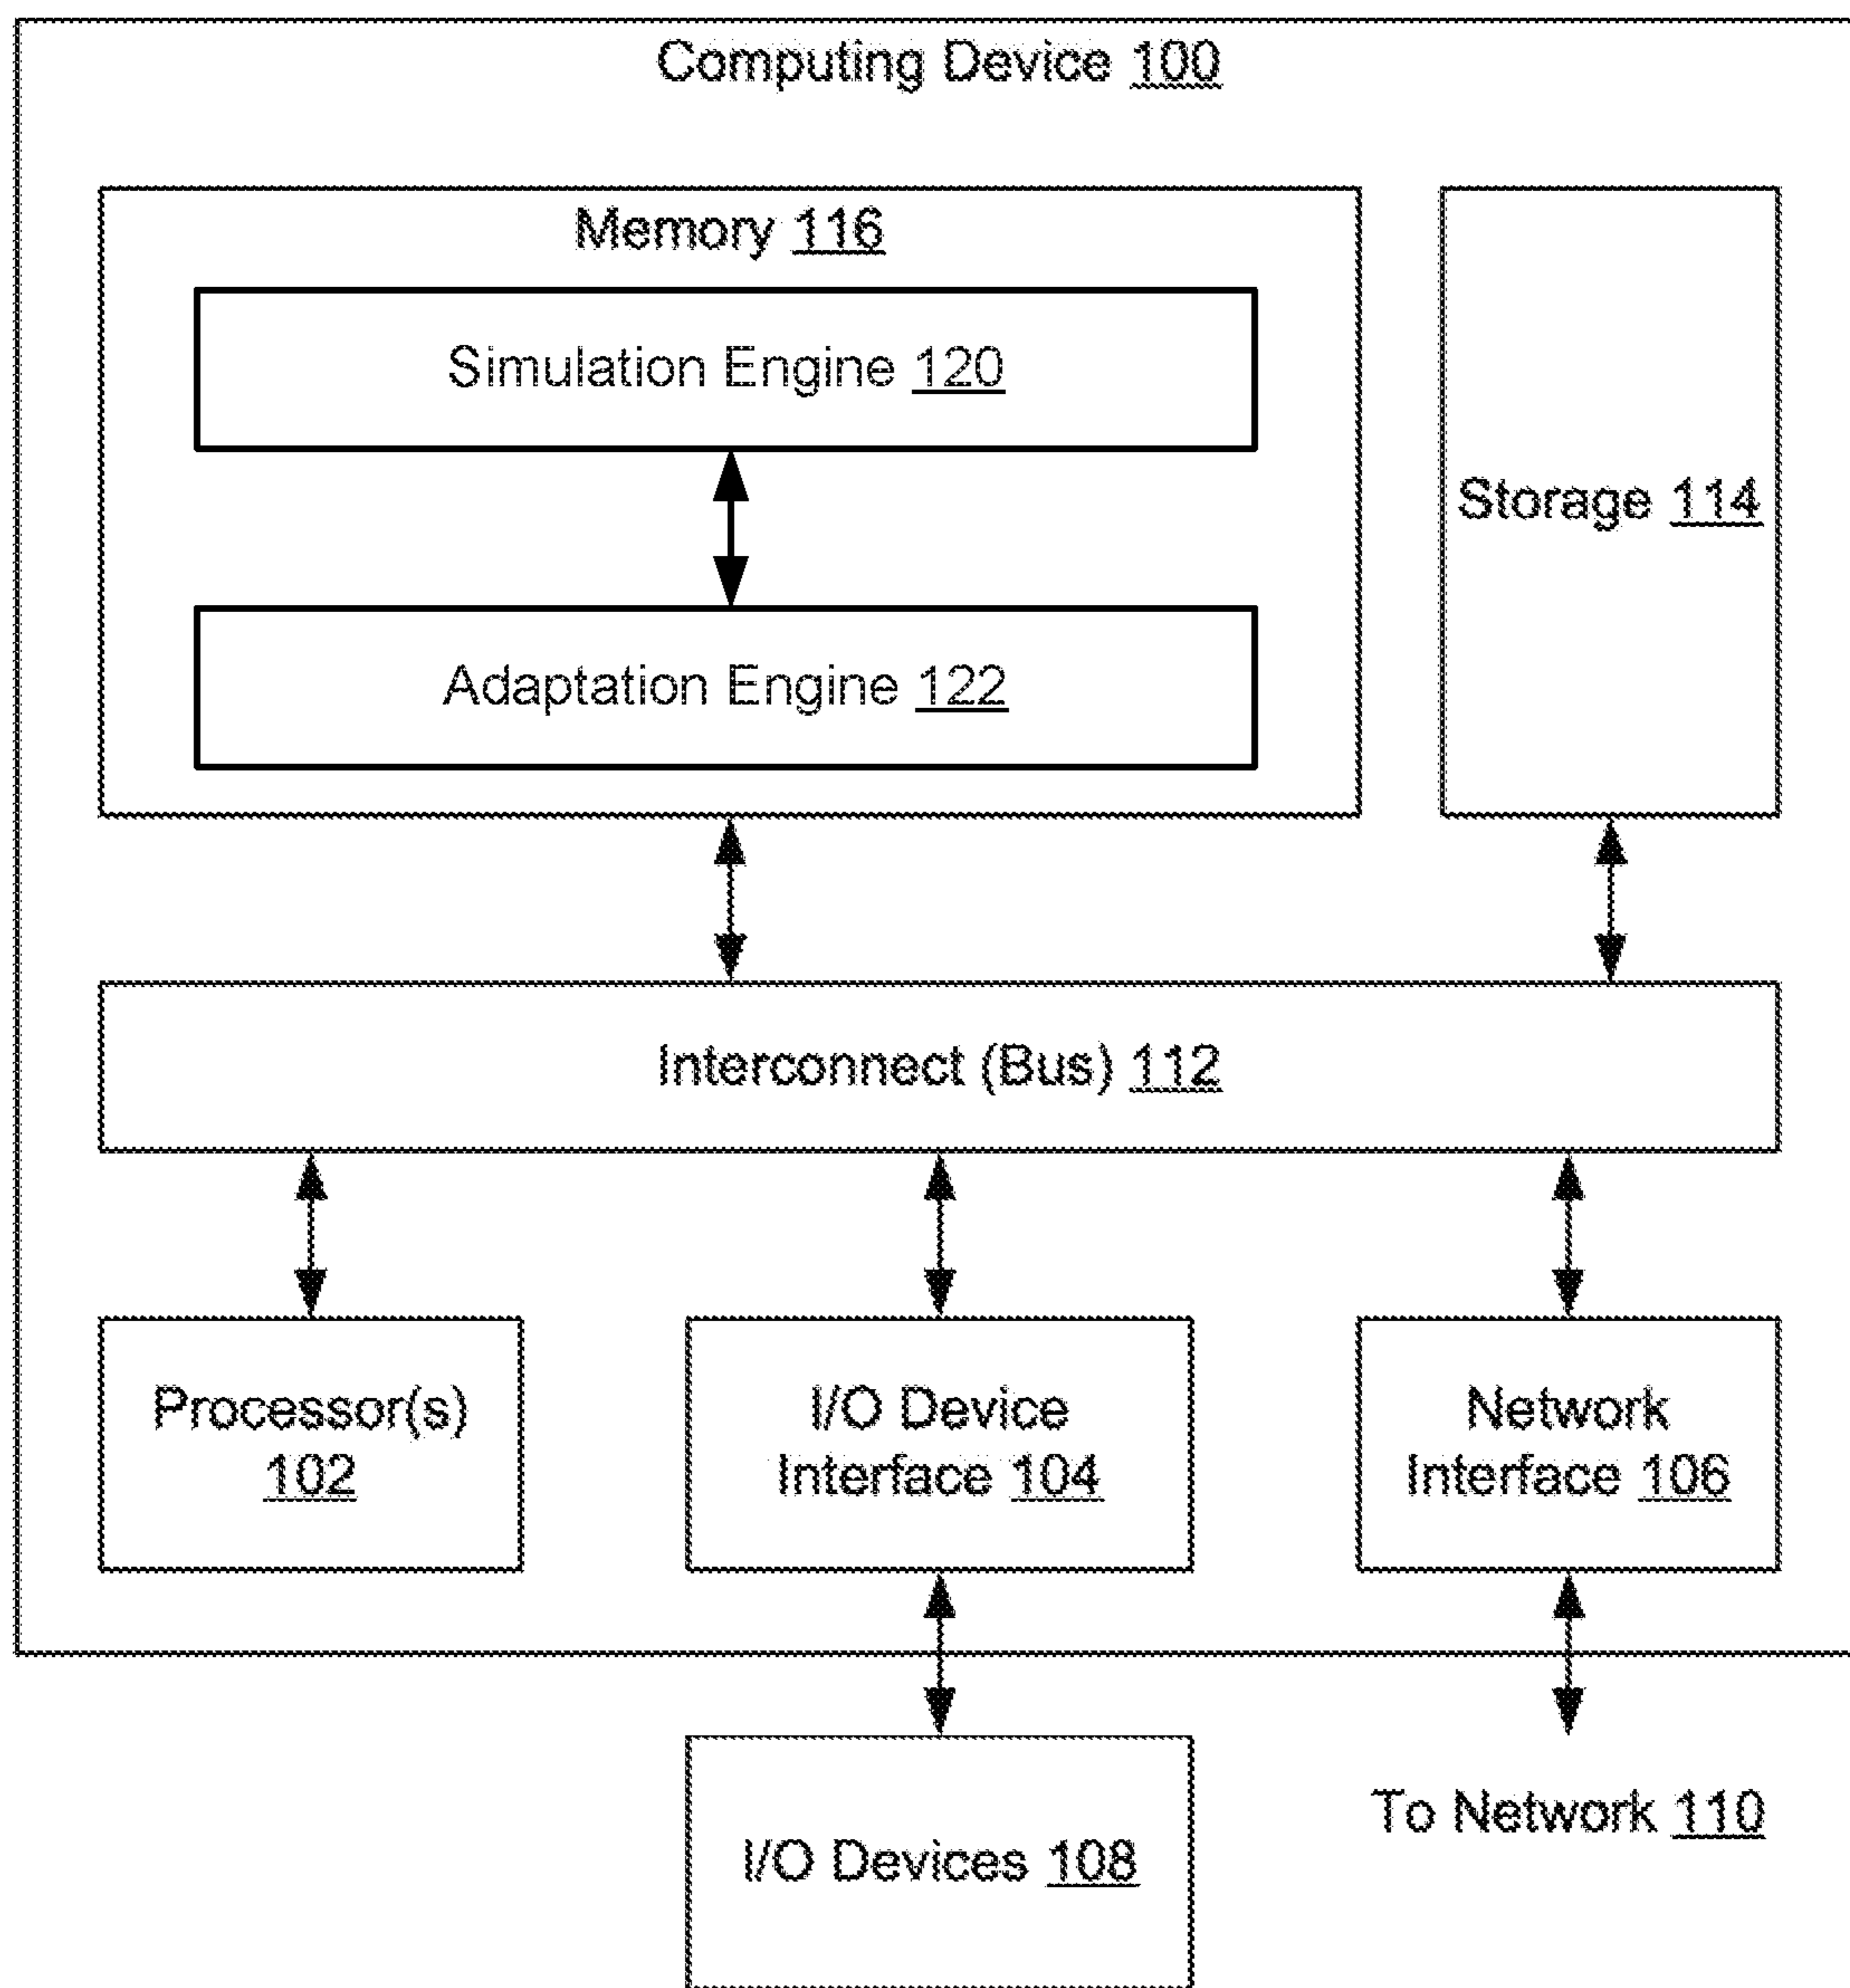 Computing Device 100
Memory 116
Simulation Engine 120
Storage 114
Adaptation Engine 122
Interconnect (Bus) 112
Processor(s)
102
I/O Device
Interface 104
Network
Interface 106
I/O Devices 108
To Network 110